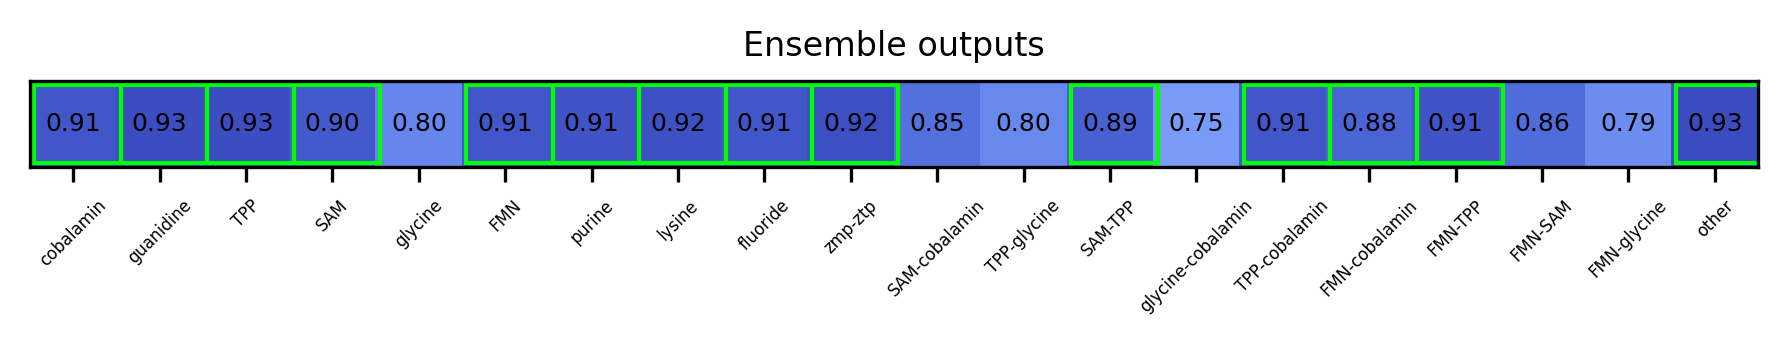 Ensemble outputs
0.91 0.93 0.93 0.90 0.80 0.91 0.91 0.92 0.91 0.92 0.85 0.80 0.89 0.75 0.91 0.88 0.91 0.86 0.79 0.93
cobalamin guanidine TPP SAM glycine FMN purine lysine fluoride zmp-ztp SAM-cobalamin TPP-glycine SAM-TPP glycine-cobalamin TPP-cobalamin FMN-cobalamin FMN-TPP FMN-SAM FMN-glycine other